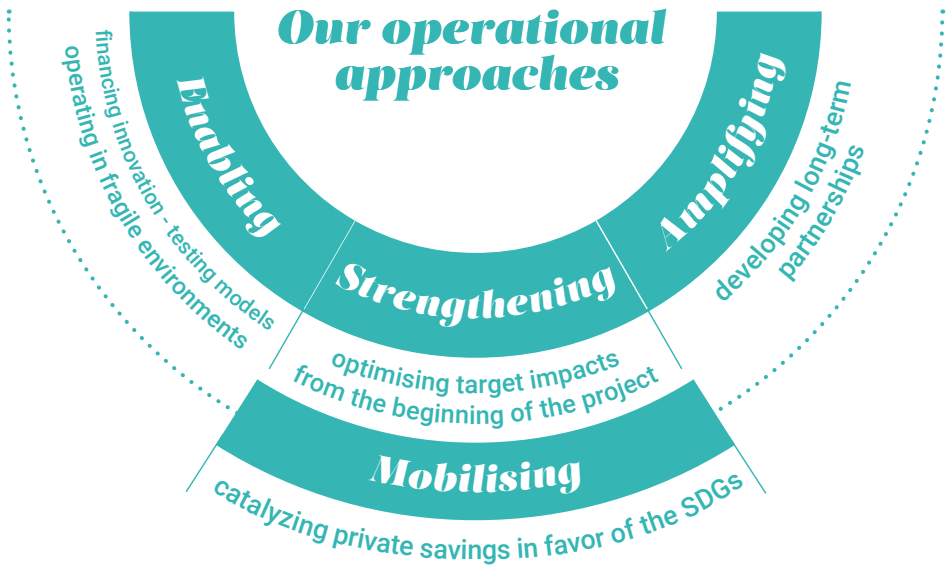 Our operational
approaches
Enabling
financing innovation - testing models
operating in fragile environments
Strengthening
optimising target impacts
from the beginning of the project
Amplifying
developing long-term
partnerships
Mobilising
catalyzing private savings in favor of the SDGs